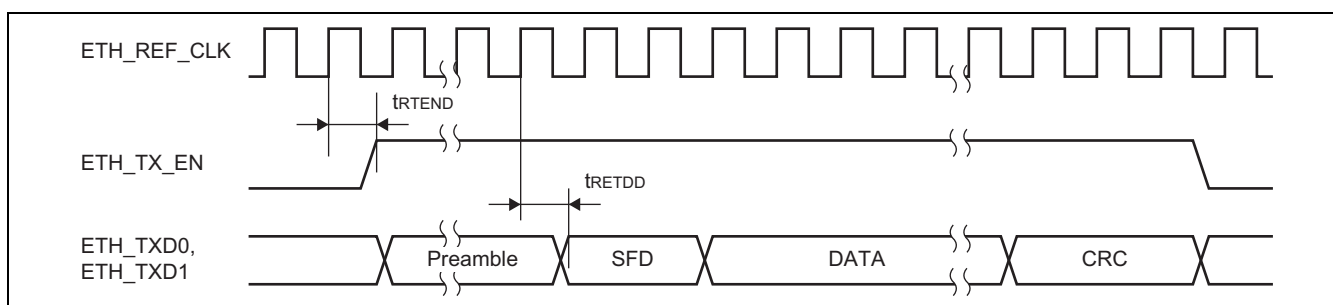 ETH_REF_CLK
tRTEND
ETH_TX_EN
tRETDD
ETH_TXD0,
ETH_TXD1
Preamble SFD DATA CRC